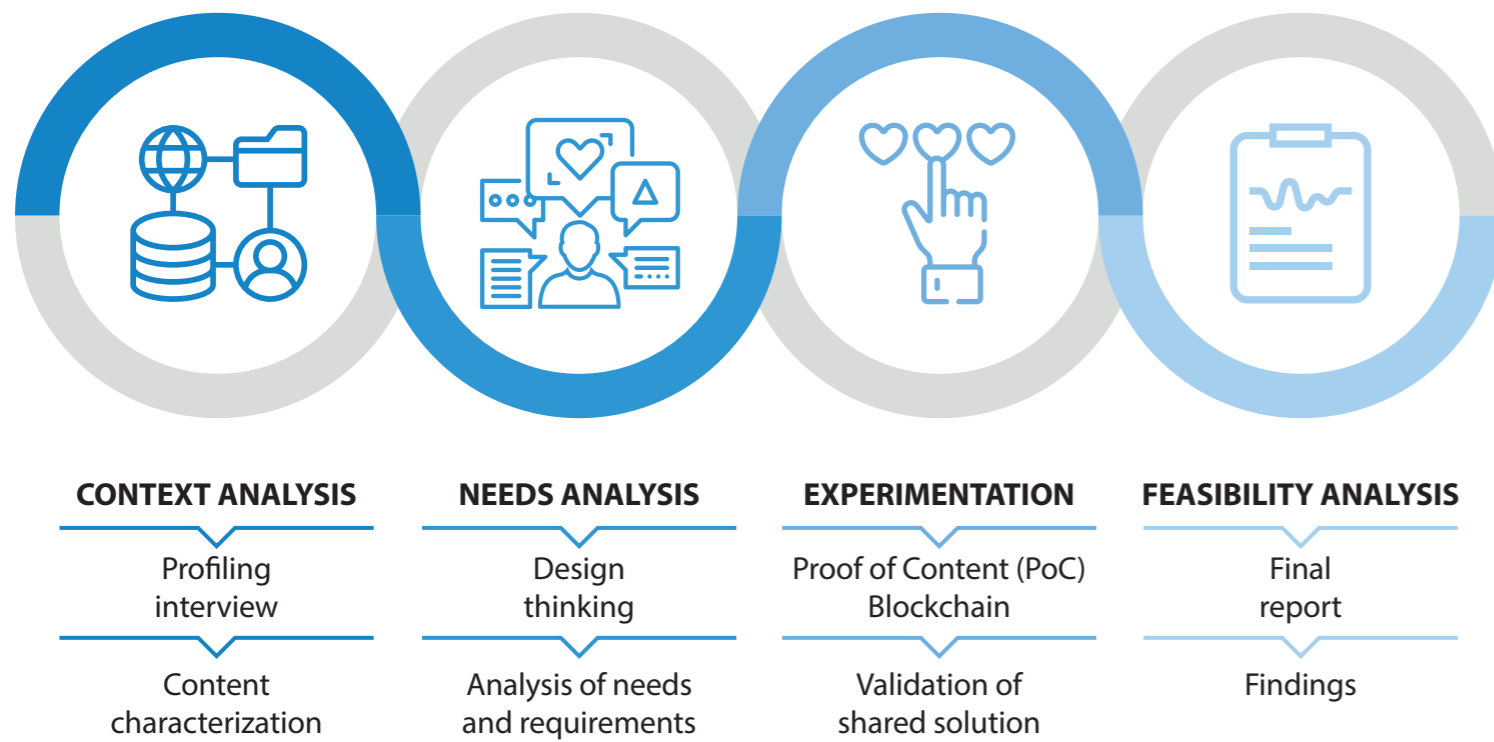 CONTEXT ANALYSIS
Profiling
interview
Content
characterization
NEEDS ANALYSIS
Design
thinking
Analysis of needs
and requirements
EXPERIMENTATION
Proof of Content (PoC)
Blockchain
Validation of
shared solution
FEASIBILITY ANALYSIS
Final
report
Findings